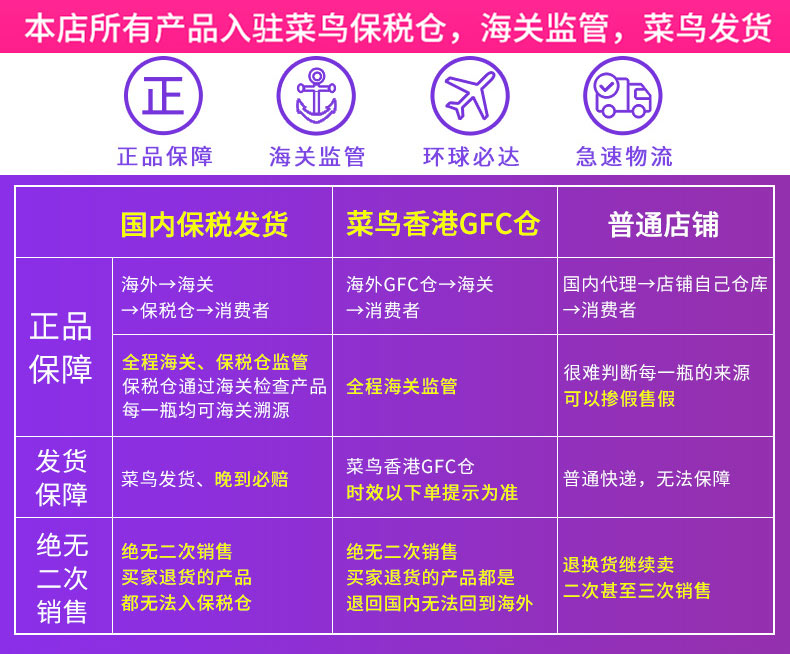 本店所有产品入驻菜鸟保税仓，海关监管，菜鸟发货
正
正品保障
海关监管
环球必达
急速物流
国内保税发货
菜鸟香港GFC仓
普通店铺
正品
保障
海外→海关
→保税仓→消费者
海外GFC仓→海关
→消费者
国内代理→店铺自己仓库
→消费者
全程海关、保税仓监管
保税仓通过海关检查产品
每一瓶均可海关溯源
全程海关监管
很难判断每一瓶的来源
可以掺假售假
发货
保障
菜鸟发货、晚到必赔
菜鸟香港GFC仓
时效以下单提示为准
普通快递，无法保障
绝无
二次
销售
绝无二次销售
买家退货的产品
都无法入保税仓
绝无二次销售
买家退货的产品都是
退回国内无法回到海外
退换货继续卖
二次甚至三次销售